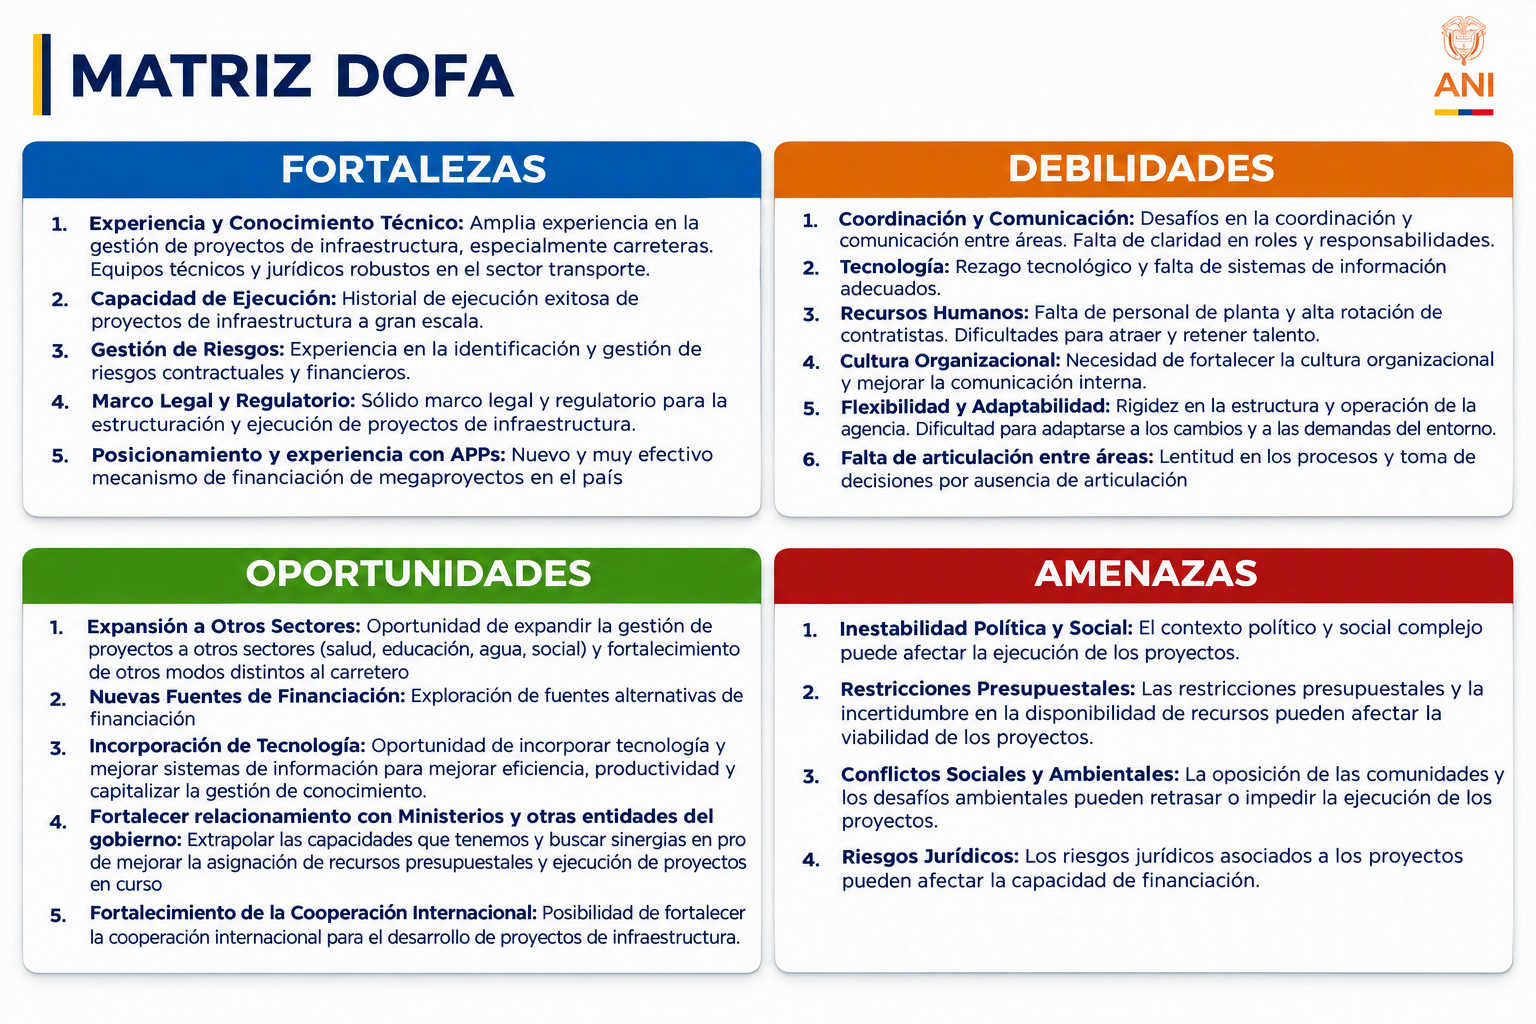 MATRIZ DOFA
ANI
FORTALEZAS
1. Experiencia y Conocimiento Técnico: Amplia experiencia en la
gestión de proyectos de infraestructura, especialmente carreteras.
Equipos técnicos y jurídicos robustos en el sector transporte.
2. Capacidad de Ejecución: Historial de ejecución exitosa de
proyectos de infraestructura a gran escala.
3. Gestión de Riesgos: Experiencia en la identificación y gestión de
riesgos contractuales y financieros.
4. Marco Legal y Regulatorio: Sólido marco legal y regulatorio para la
estructuración y ejecución de proyectos de infraestructura.
5. Posicionamiento y experiencia con APPs: Nuevo y muy efectivo
mecanismo de financiación de megaproyectos en el país
DEBILIDADES
1. Coordinación y Comunicación: Desafíos en la coordinación y
comunicación entre áreas. Falta de claridad en roles y responsabilidades.
2. Tecnología: Rezago tecnológico y falta de sistemas de información
adecuados.
3. Recursos Humanos: Falta de personal de planta y alta rotación de
contratistas. Dificultades para atraer y retener talento.
4. Cultura Organizacional: Necesidad de fortalecer la cultura organizacional
y mejorar la comunicación interna.
5. Flexibilidad y Adaptabilidad: Rigidez en la estructura y operación de la
agencia. Dificultad para adaptarse a los cambios y a las demandas del entorno.
6. Falta de articulación entre áreas: Lentitud en los procesos y toma de
decisiones por ausencia de articulación
OPORTUNIDADES
1. Expansión a Otros Sectores: Oportunidad de expandir la gestión de
proyectos a otros sectores (salud, educación, agua, social) y fortalecimiento
de otros modos distintos al carretero
2. Nuevas Fuentes de Financiación: Exploración de fuentes alternativas de
financiación
3. Incorporación de Tecnología: Oportunidad de incorporar tecnología y
mejorar sistemas de información para mejorar eficiencia, productividad y
capitalizar la gestión de conocimiento.
4. Fortalecer relacionamiento con Ministerios y otras entidades del
gobierno: Extrapolar las capacidades que tenemos y buscar sinergias en pro
de mejorar la asignación de recursos presupuestales y ejecución de proyectos
en curso
5. Fortalecimiento de la Cooperación Internacional: Posibilidad de fortalecer
la cooperación internacional para el desarrollo de proyectos de infraestructura.
AMENAZAS
1. Inestabilidad Política y Social: El contexto político y social complejo
puede afectar la ejecución de los proyectos.
2. Restricciones Presupuestales: Las restricciones presupuestales y la
incertidumbre en la disponibilidad de recursos pueden afectar la
viabilidad de los proyectos.
3. Conflictos Sociales y Ambientales: La oposición de las comunidades y
los desafíos ambientales pueden retrasar o impedir la ejecución de los
proyectos.
4. Riesgos Jurídicos: Los riesgos jurídicos asociados a los proyectos
pueden afectar la capacidad de financiación.